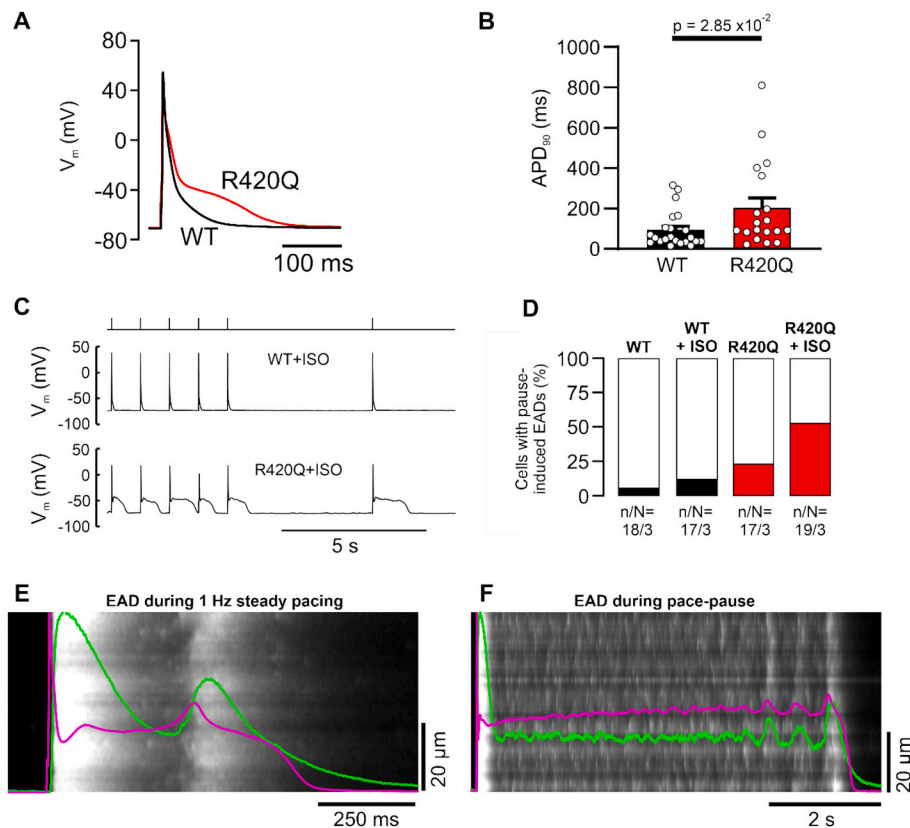 A
V_m (mV)
80
40
0
-40
-80
R420Q
WT
100 ms
B
p = 2.85 x10^-2
APD_90 (ms)
1000
800
600
400
200
0
WT
R420Q
C
V_m (mV)
50
0
-50
-100
WT+ISO
V_m (mV)
50
0
-50
-100
R420Q+ISO
5 s
D
Cells with pause-
induced EADs (%)
WT
WT
+ ISO
R420Q
R420Q
+ ISO
100
75
50
25
0
n/N=
18/3
n/N=
17/3
n/N=
17/3
n/N=
19/3
E
EAD during 1 Hz steady pacing
20 µm
250 ms
F
EAD during pace-pause
20 µm
2 s